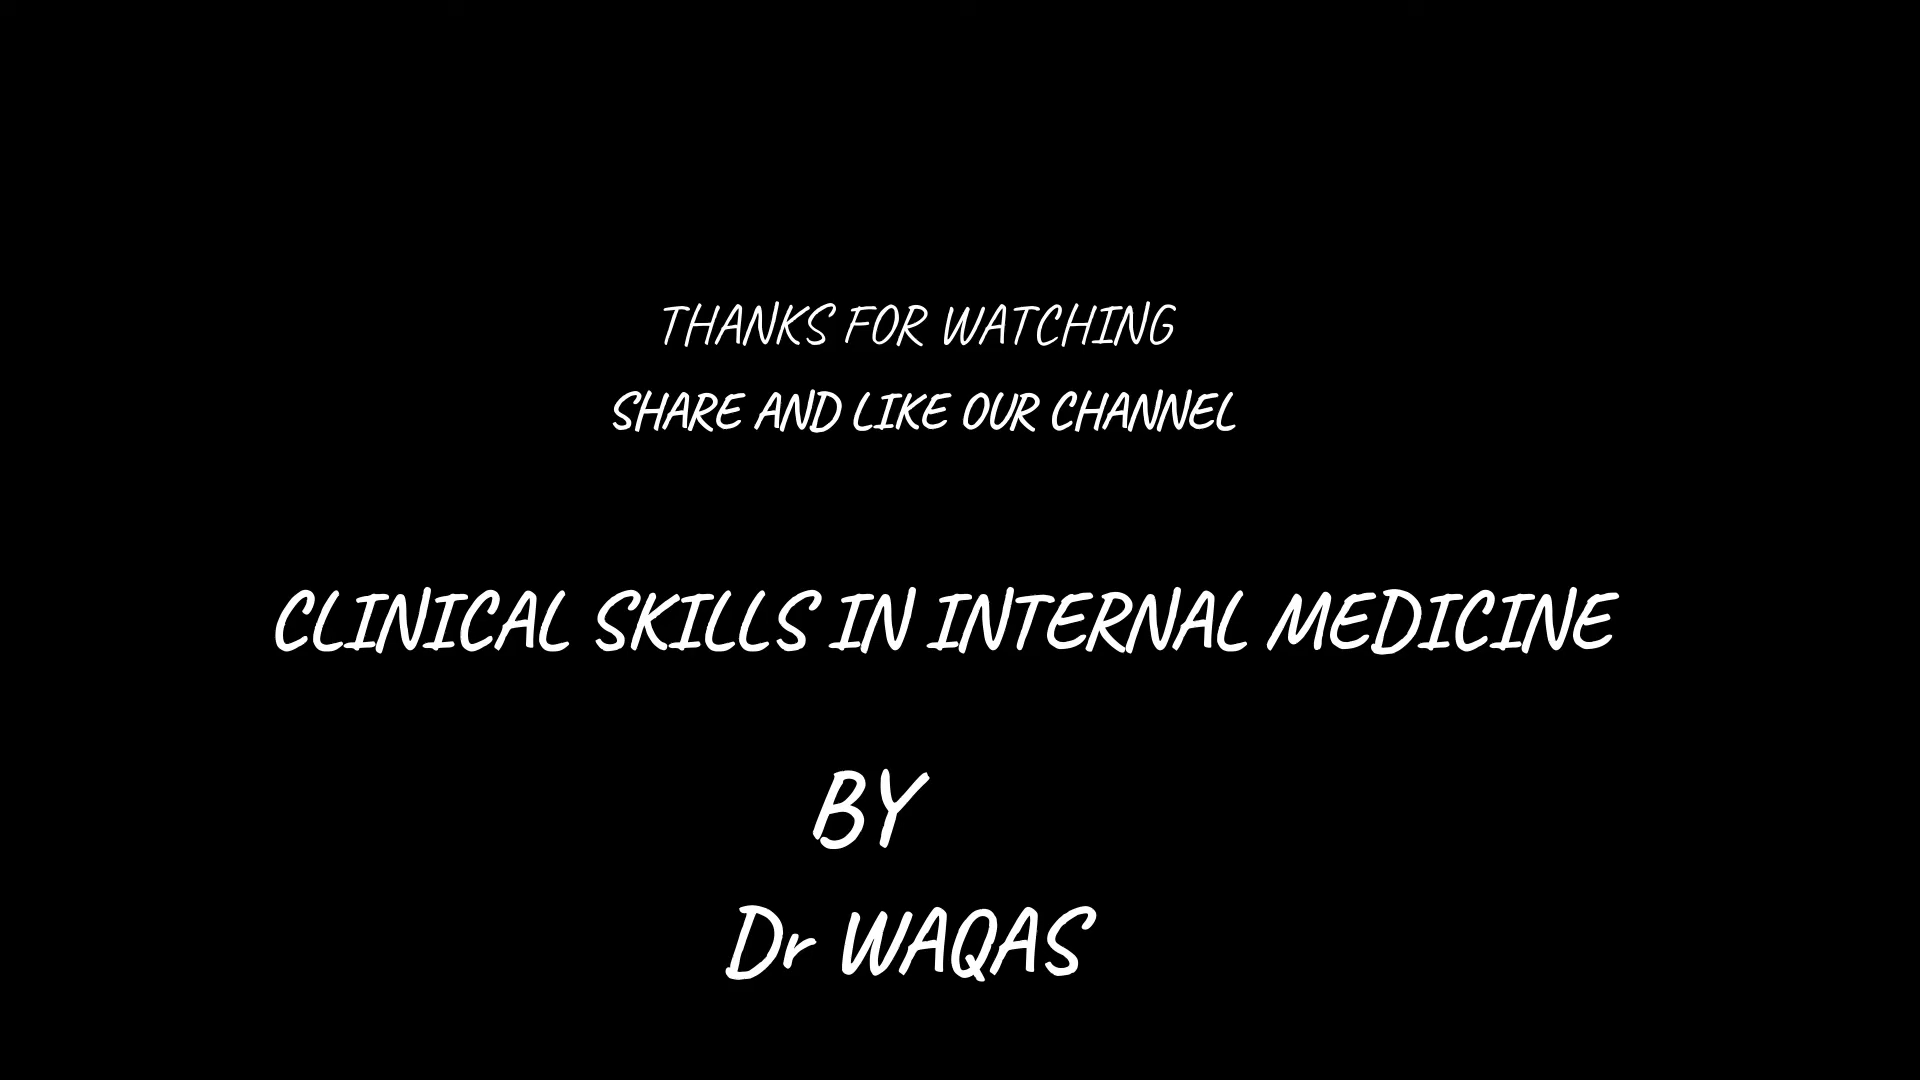 THANKS FOR WATCHING
SHARE AND LIKE OUR CHANNEL
CLINICAL SKILLS IN INTERNAL MEDICINE
BY
Dr WAQAS